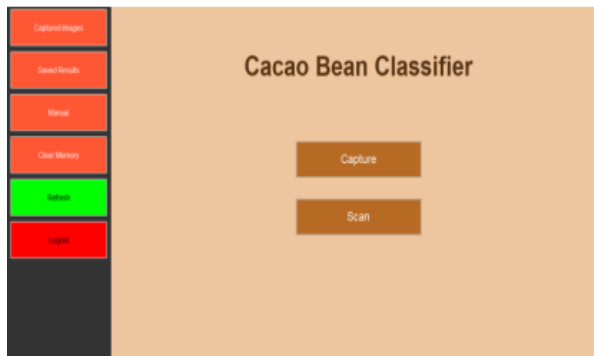 Captured Images
Saved Results
Manual
Clear Memory
Refresh
Logout
Cacao Bean Classifier
Capture
Scan